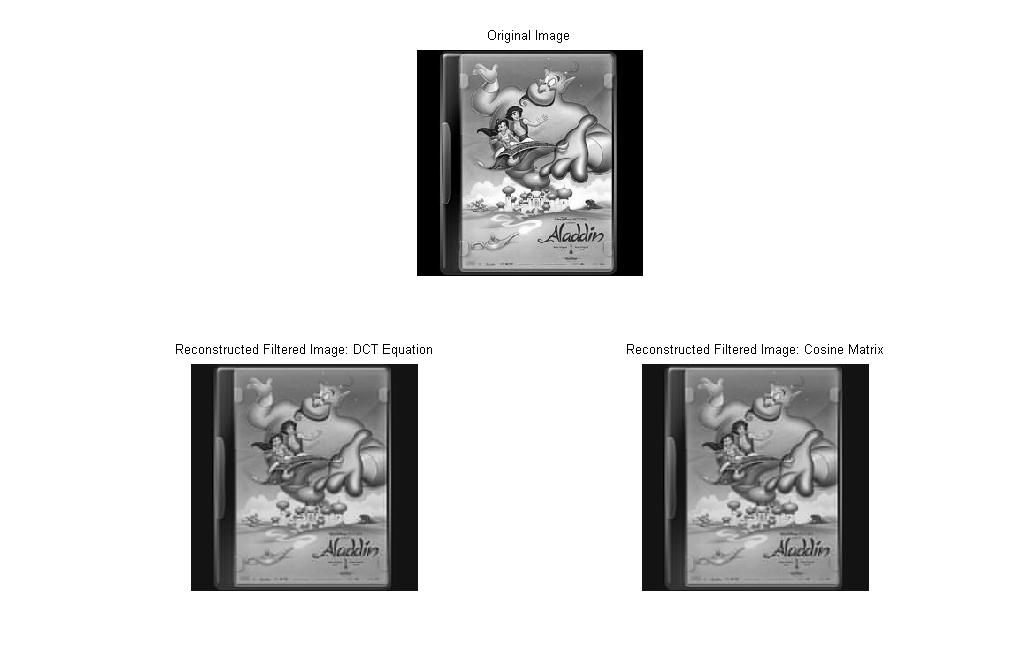 Original Image
Aladdin
Reconstructed Filtered Image: DCT Equation
Reconstructed Filtered Image: Cosine Matrix
Aladdin
Aladdin